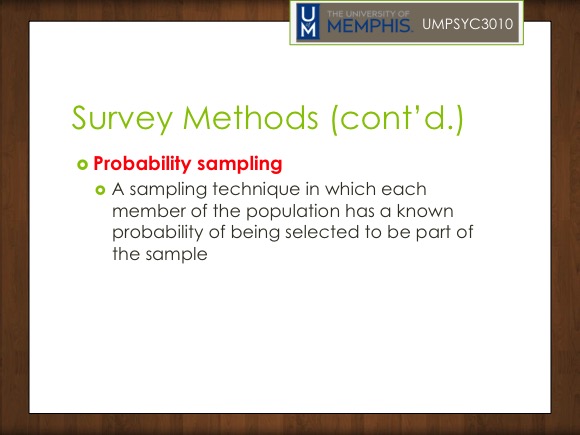 UM
THE UNIVERSITY OF
MEMPHIS.
UMPSYC3010
Survey Methods (cont’d.)
Probability sampling
A sampling technique in which each
member of the population has a known
probability of being selected to be part of
the sample